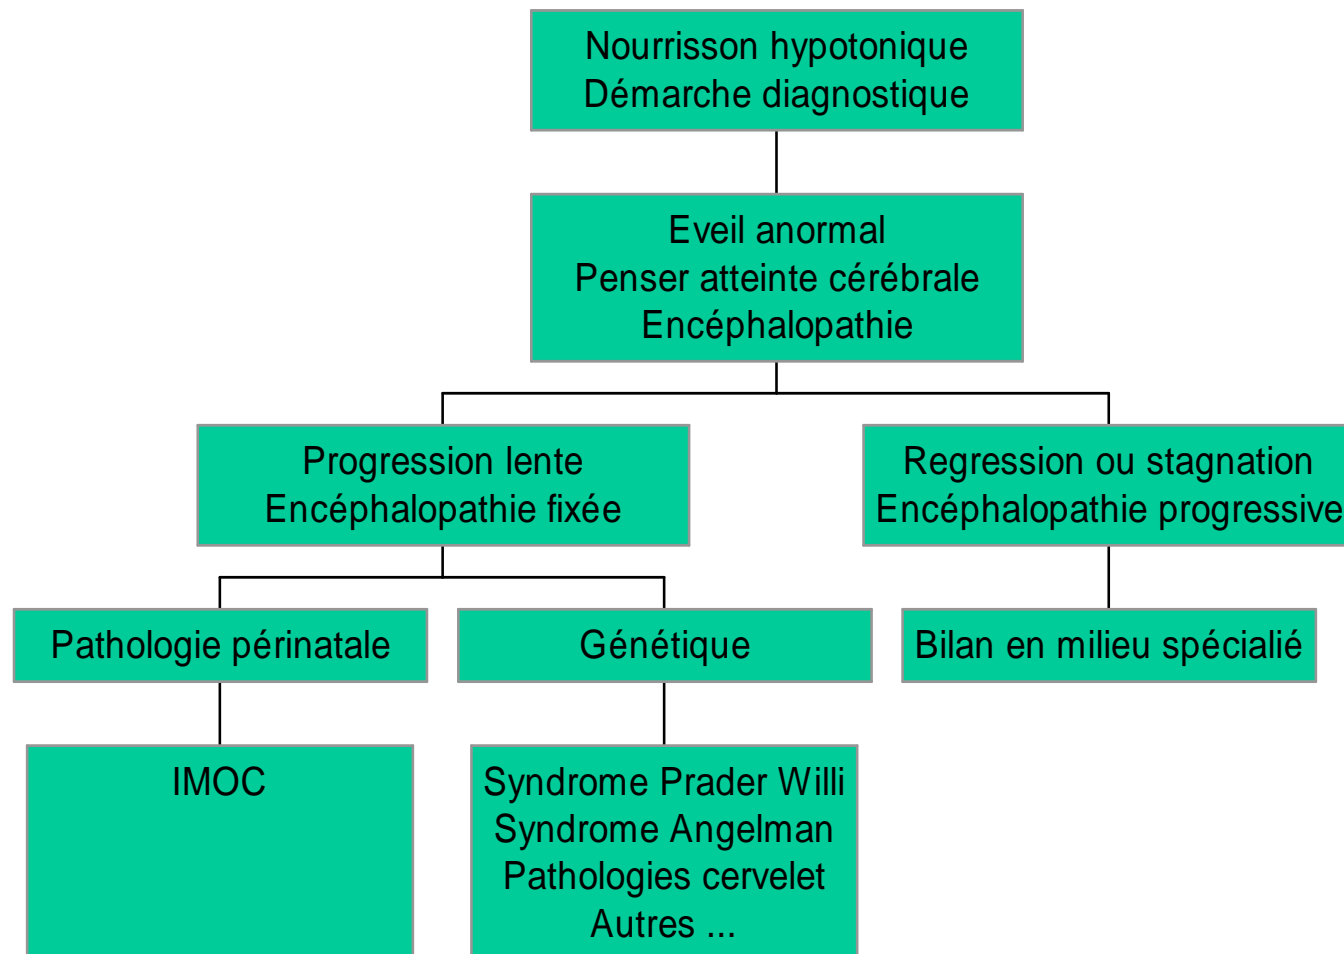 Nourrisson hypotonique
Démarche diagnostique
Eveil anormal
Penser atteinte cérébrale
Encéphalopathie
Progression lente
Encéphalopathie fixée
Regression ou stagnation
Encéphalopathie progressive
Pathologie périnatale
Génétique
Bilan en milieu spécialié
IMOC
Syndrome Prader Willi
Syndrome Angelman
Pathologies cervelet
Autres ...